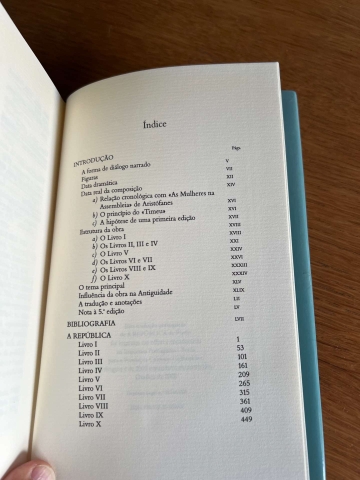 Índice
Págs.
INTRODUÇÃO
A forma de diálogo narrado V
Figuras VII
Data dramática XII
Data real da composição XIV
a) Relação cronológica com «As Mulheres na
Assembleia» de Aristófanes XVI
b) O princípio do «Timeu» XVI
c) A hipótese de uma primeira edição XVII
Estrutura da obra XVIII
a) O Livro I XVIII
b) Os Livros II, III e IV XXI
c) O Livro V XXIV
d) Os Livros VI e VII XXVI
e) Os Livros VIII e IX XXXIII
f) O Livro X XXXIV
O tema principal XLV
Influência da obra na Antiguidade XLIX
A tradução e anotações LII
Nota à 5.ª edição LV
BIBLIOGRAFIA LVII
A REPÚBLICA
Livro I 1
Livro II 53
Livro III 101
Livro IV 161
Livro V 209
Livro VI 265
Livro VII 315
Livro VIII 361
Livro IX 409
Livro X 449